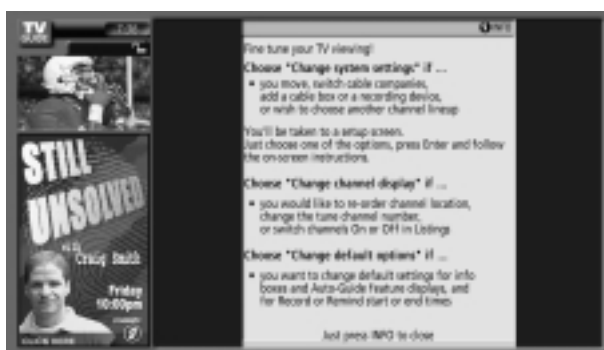 TV
GUIDE
INFO
Fine tune your TV viewing!
Choose "Change system settings" if ...
• you move, switch cable companies,
add a cable box or a recording device,
or wish to choose another channel lineup
You'll be taken to a setup screen.
Just choose one of the options, press Enter and follow
the on-screen instructions.
Choose "Change channel display" if ...
• you would like to re-order channel location,
change the tune channel number,
or switch channels On or Off in Listings
Choose "Change default options" if ...
• you want to change default settings for info
boxes and Auto-Guide feature displays, and
for Record or Remind start or end times
Just press INFO to close
STILL
UNSOLVED
with
Craig Smith
Friday
10:00pm
CLICK HERE